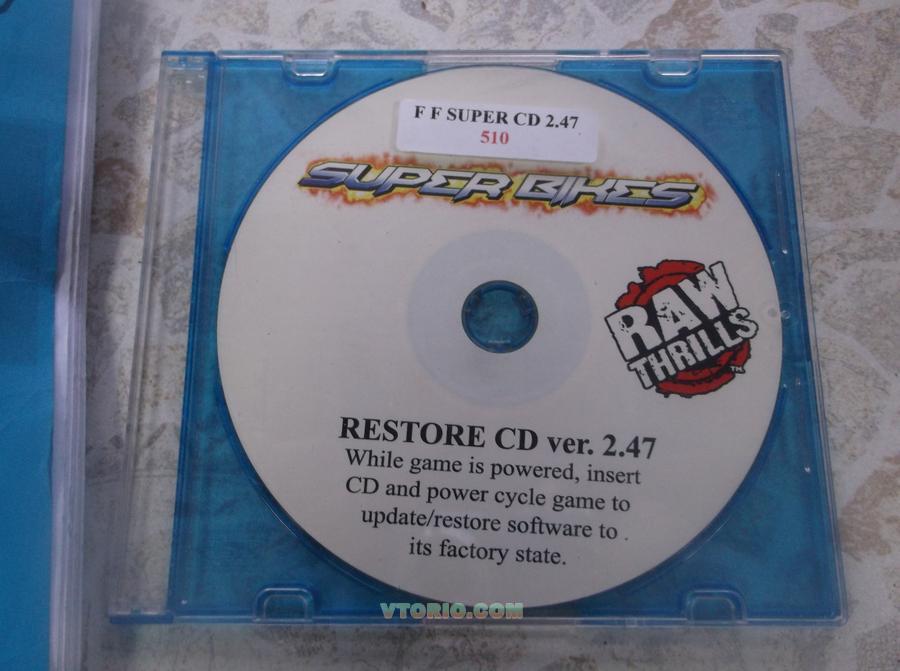 F F SUPER CD 2.47
510
SUPER BIKES
RAW
THRILLS
TM
RESTORE CD ver. 2.47
While game is powered, insert
CD and power cycle game to
update/restore software to .
its factory state.
VTORIO.COM